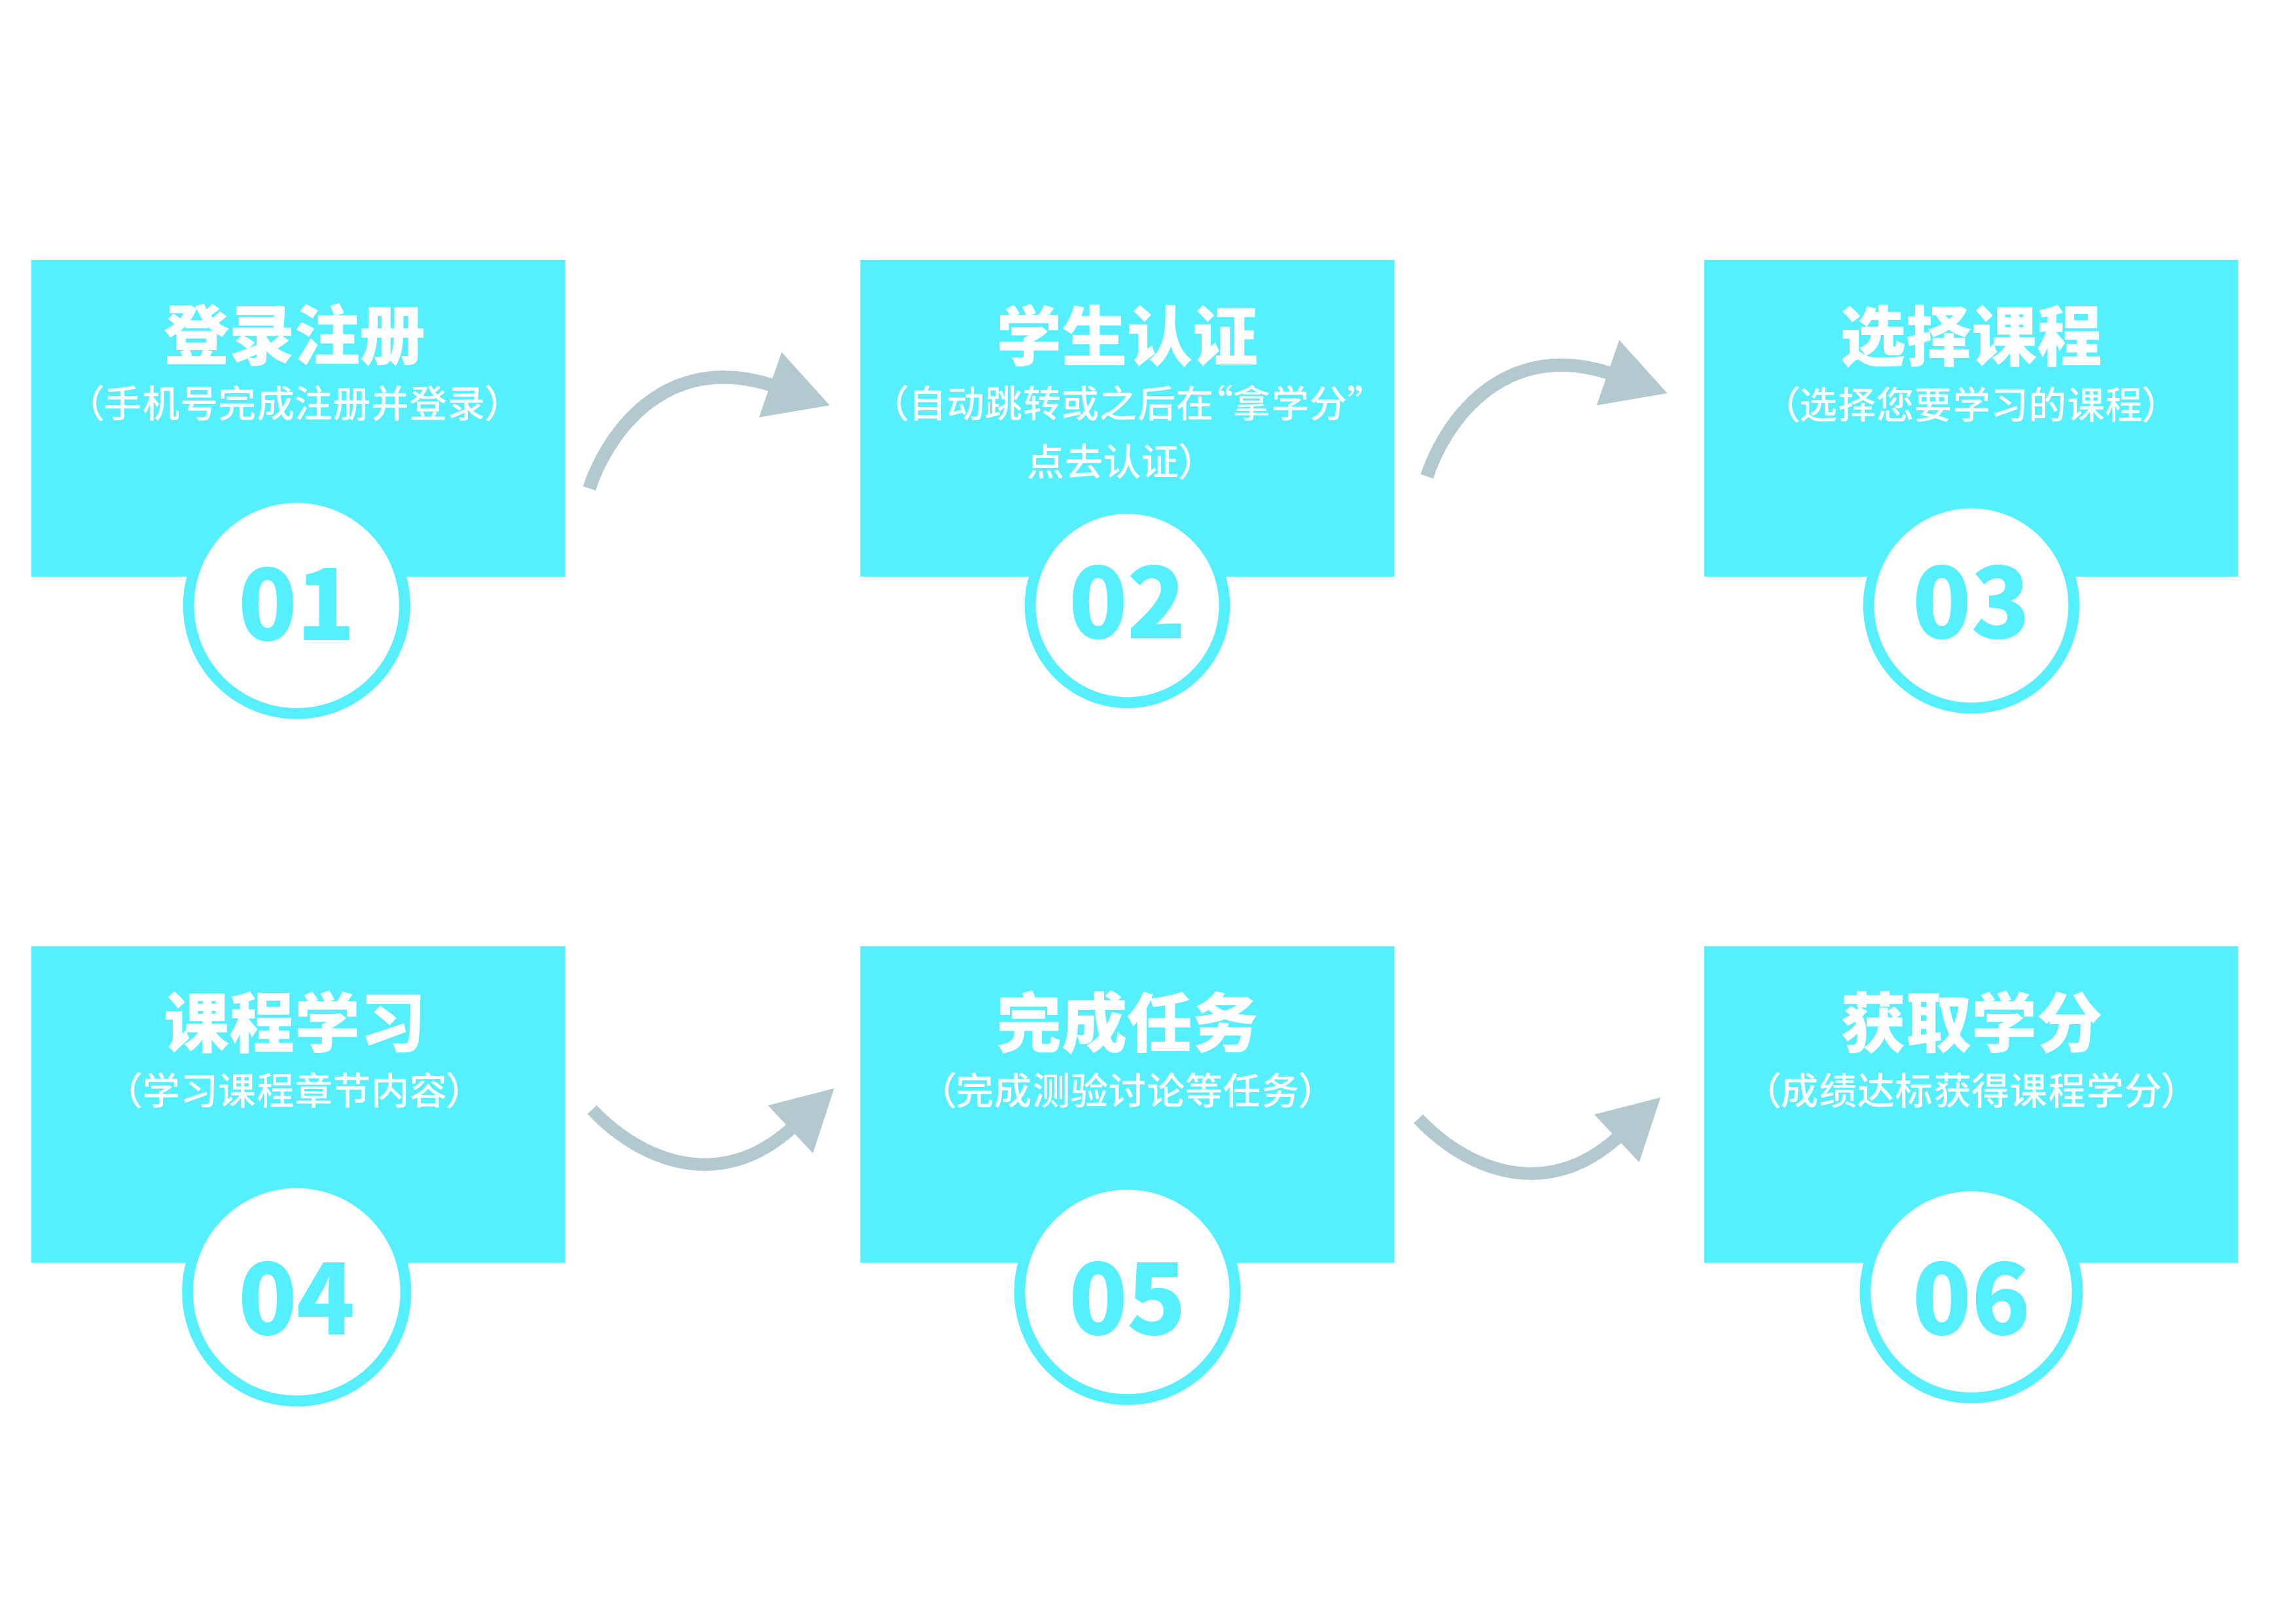 登录注册
（手机号完成注册并登录）
01
学生认证
（自动跳转或之后在“拿学分”
点去认证）
02
选择课程
（选择您要学习的课程）
03
课程学习
（学习课程章节内容）
04
完成任务
（完成测验讨论等任务）
05
获取学分
（成绩达标获得课程学分）
06